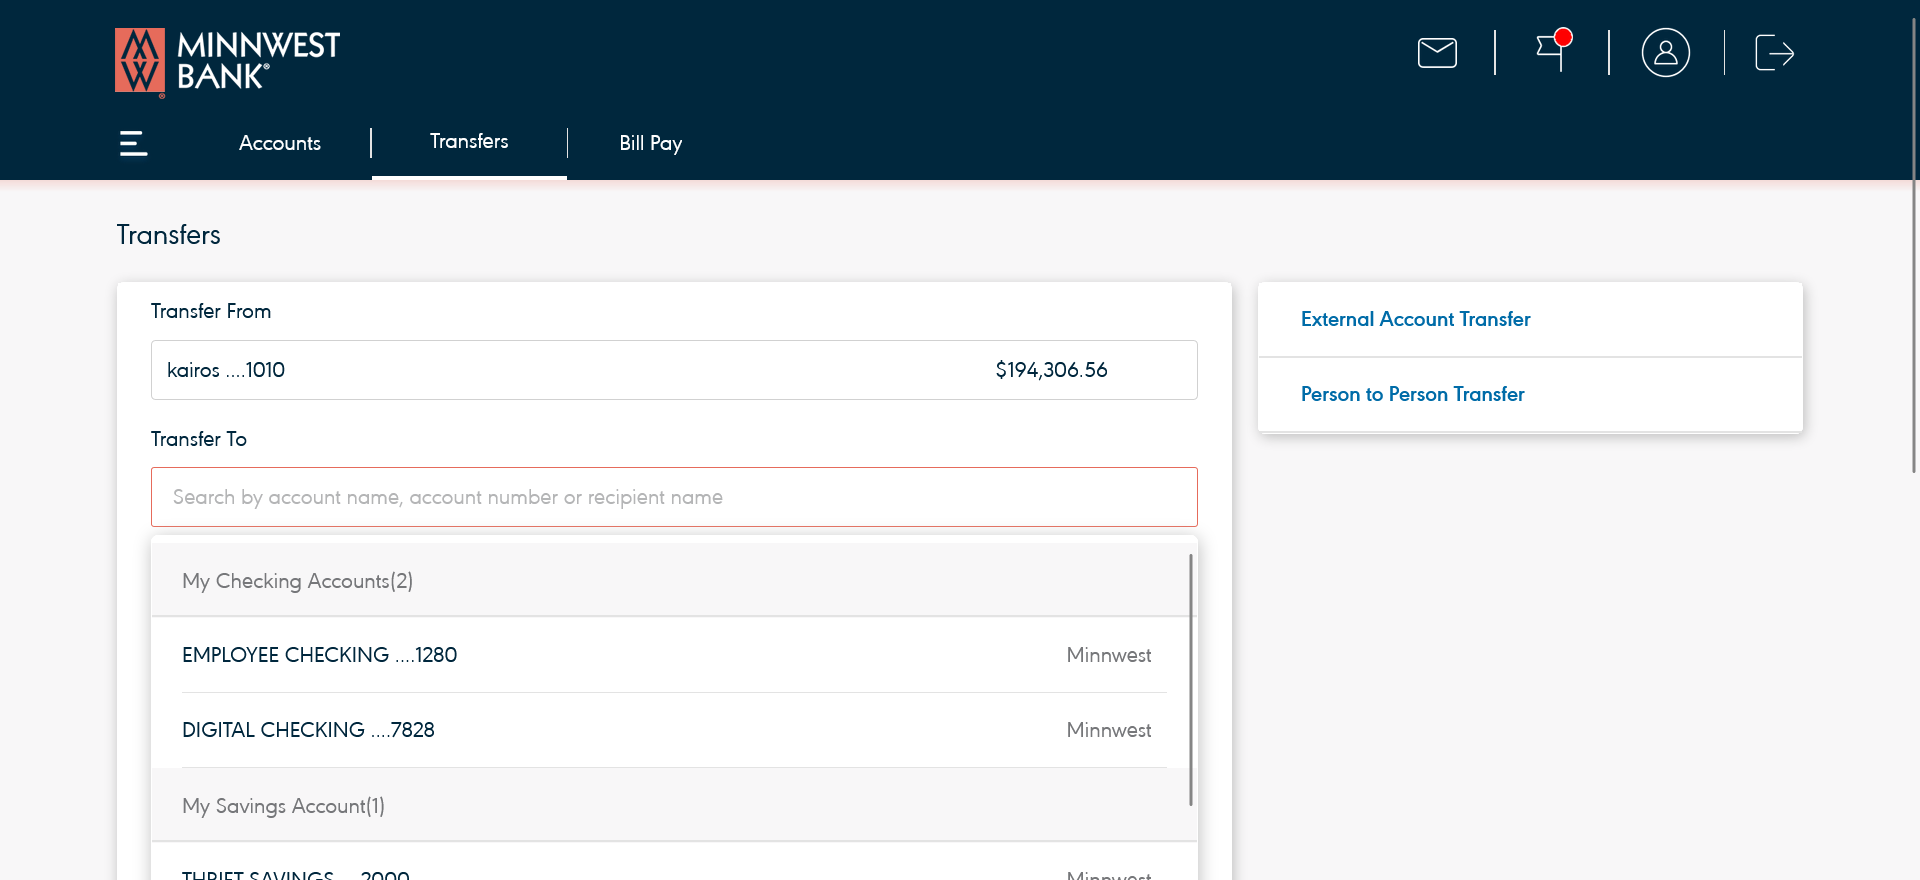 MINNWEST
BANK®
Accounts
Transfers
Bill Pay
Transfers
Transfer From
kairos ....1010
$194,306.56
Transfer To
Search by account name, account number or recipient name
My Checking Accounts(2)
EMPLOYEE CHECKING ....1280
Minnwest
DIGITAL CHECKING ....7828
Minnwest
My Savings Account(1)
THRIFT SAVINGS ....2000
Minnwest
External Account Transfer
Person to Person Transfer